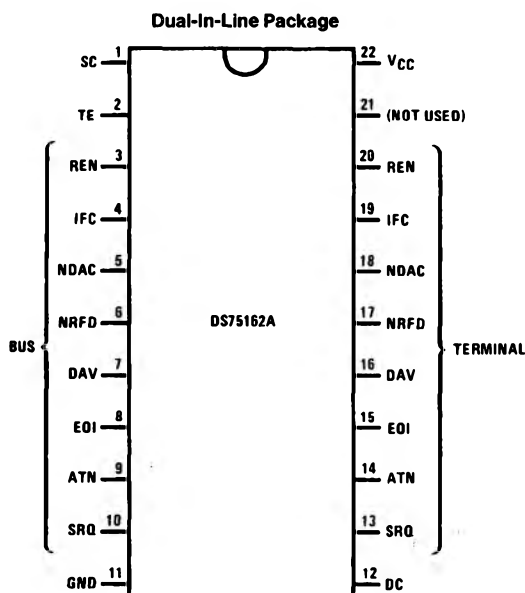 Dual-In-Line Package
SC 1 22 VCC
TE 2 21 (NOT USED)
REN 3 20 REN
IFC 4 19 IFC
NDAC 5 18 NDAC
NRFD 6 DS75162A 17 NRFD
BUS TERMINAL
DAV 7 16 DAV
EOI 8 15 EOI
ATN 9 14 ATN
SRQ 10 13 SRQ
GND 11 12 DC